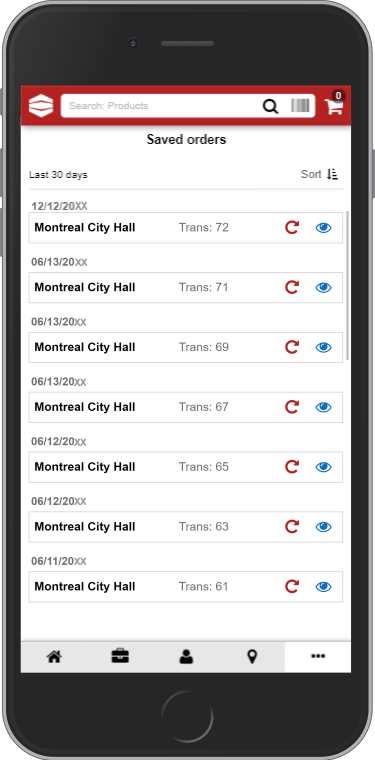 0
Search: Products
Saved orders
Last 30 days Sort
12/12/20XX
Montreal City Hall Trans: 72
06/13/20XX
Montreal City Hall Trans: 71
06/13/20XX
Montreal City Hall Trans: 69
06/13/20XX
Montreal City Hall Trans: 67
06/12/20XX
Montreal City Hall Trans: 65
06/12/20XX
Montreal City Hall Trans: 63
06/11/20XX
Montreal City Hall Trans: 61